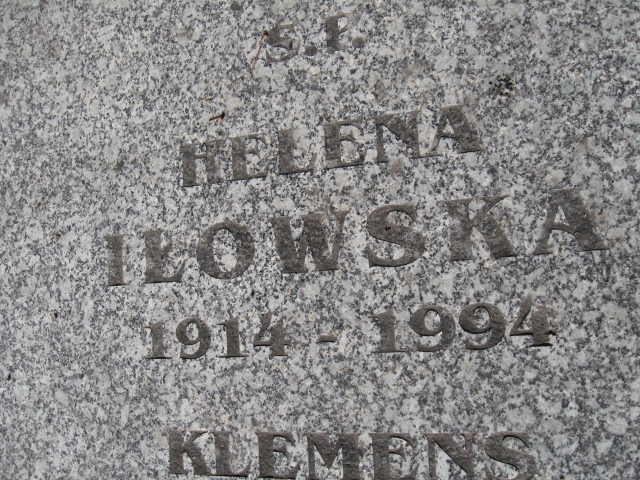 Ś.P.
HELENA
IŁOWSKA
1914 - 1994
KLEMENS